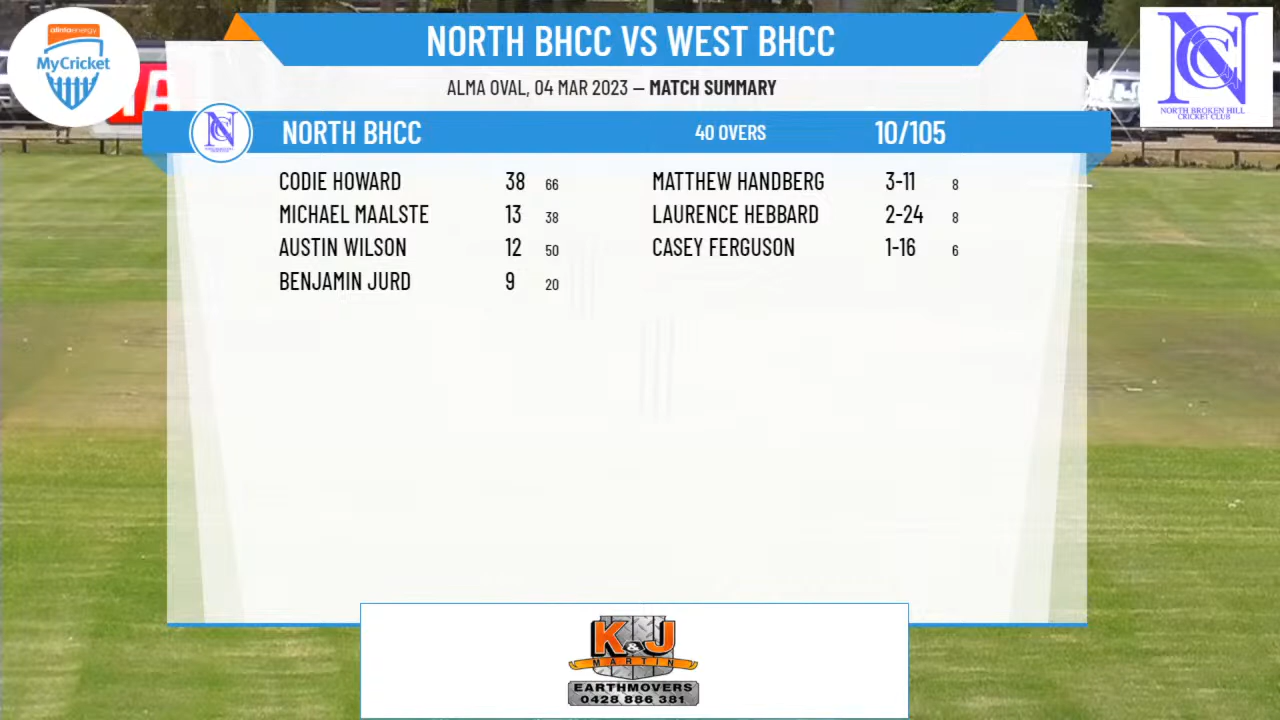 alintaenergy
MyCricket
NORTH BHCC VS WEST BHCC
NORTH BROKEN HILL
CRICKET CLUB
ALMA OVAL, 04 MAR 2023 – MATCH SUMMARY
NORTH BHCC 40 OVERS 10/105
CODIE HOWARD 38 66 MATTHEW HANDBERG 3-11 8
MICHAEL MAALSTE 13 38 LAURENCE HEBBARD 2-24 8
AUSTIN WILSON 12 50 CASEY FERGUSON 1-16 6
BENJAMIN JURD 9 20
K&J
MARTIN
EARTHMOVERS
0428 886 381